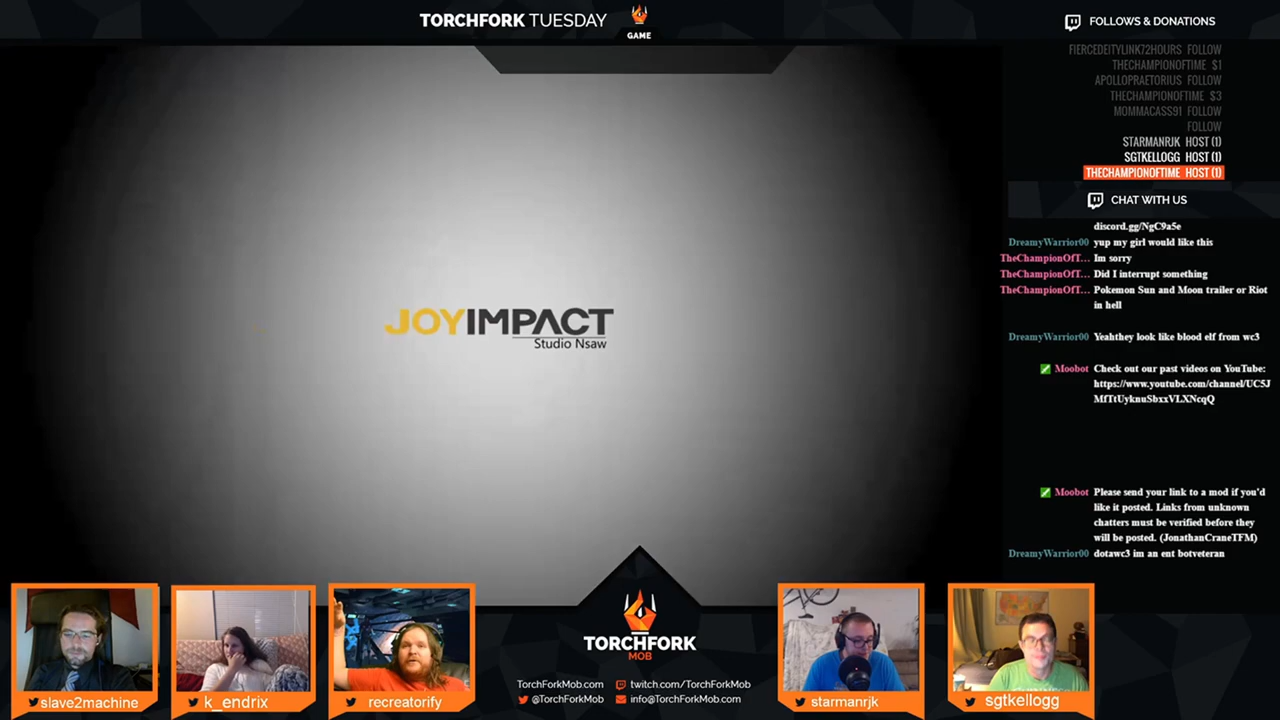 TORCHFORK TUESDAY
GAME
FOLLOWS & DONATIONS
FIERCEDEITYLINK72HOURS FOLLOW
THECHAMPIONOFTIME $1
APOLLOPRAETORIUS FOLLOW
THECHAMPIONOFTIME $3
MOMMACASS91 FOLLOW
FOLLOW
STARMANRJK HOST (1)
SGTKELLOGG HOST (1)
THECHAMPIONOFTIME HOST (1)
CHAT WITH US
discord.gg/NgC9a5e
DreamyWarrior00 yup my girl would like this
TheChampionOfT... Im sorry
TheChampionOfT... Did I interrupt something
TheChampionOfT... Pokemon Sun and Moon trailer or Riot
in hell
DreamyWarrior00 Yeahthey look like blood elf from wc3
Moobot Check out our past videos on YouTube:
https://www.youtube.com/channel/UC5J
MfTtUyknuSbxxVLXNcqQ
Moobot Please send your link to a mod if you'd
like it posted. Links from unknown
chatters must be verified before they
will be posted. (JonathanCraneTFM)
DreamyWarrior00 dotawc3 im an ent botveteran
JOYIMPACT
Studio Nsaw
slave2machine
k_endrix
recreatorify
TORCHFORK
MOB
TorchForkMob.com twitch.com/TorchForkMob
@TorchForkMob info@TorchForkMob.com
starmanrjk
sgtkellogg